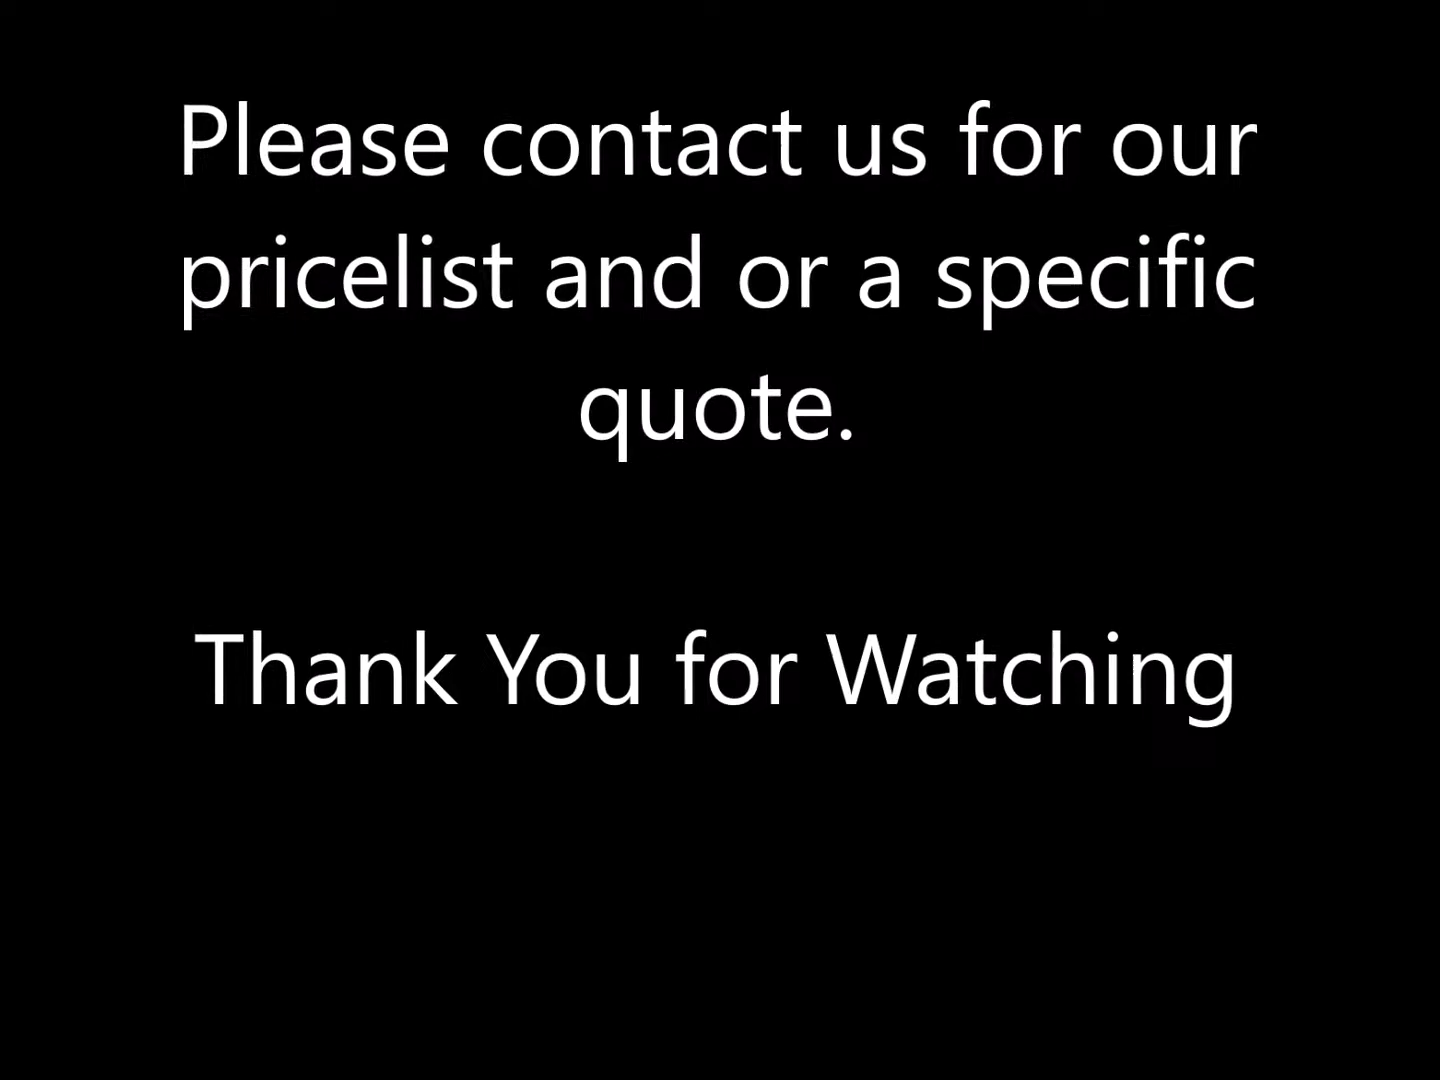 Please contact us for our
pricelist and or a specific
quote.
Thank You for Watching